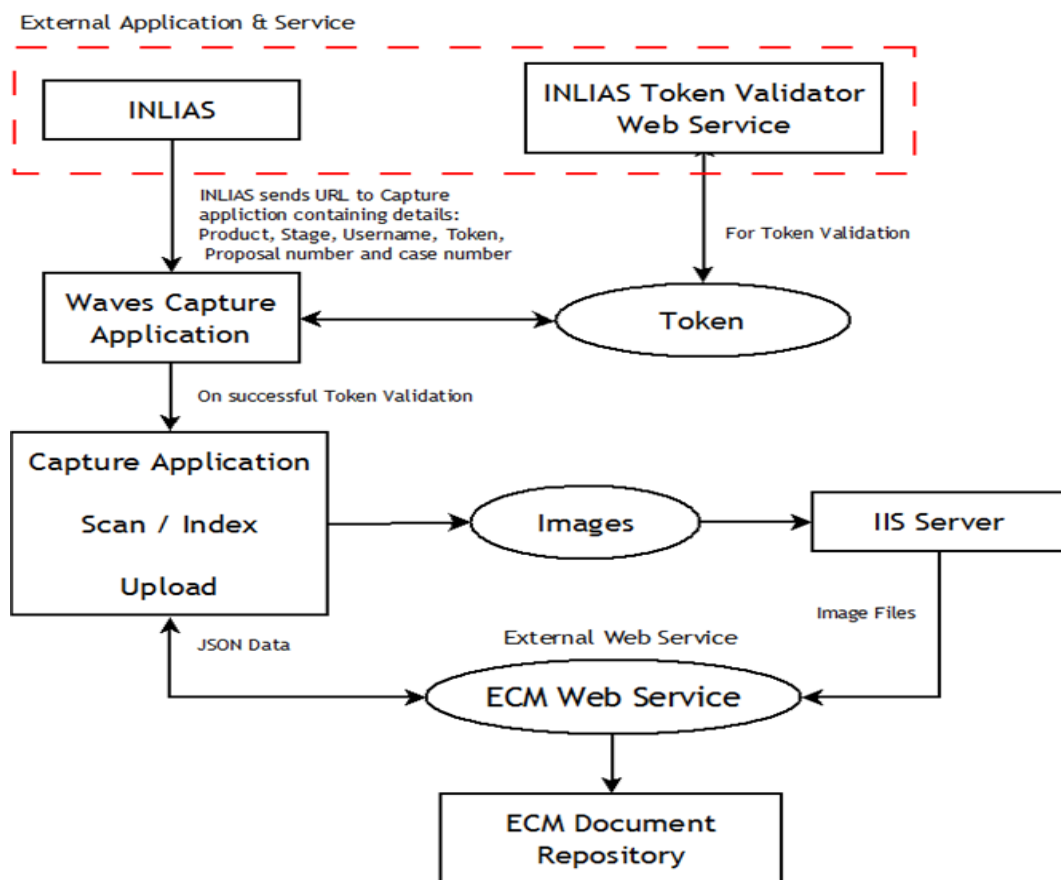 External Application & Service
INLIAS
INLIAS Token Validator
Web Service
INLIAS sends URL to Capture
appliction containing details:
Product, Stage, Username, Token,
Proposal number and case number
For Token Validation
Waves Capture
Application
Token
On successful Token Validation
Capture Application
Scan / Index
Upload
Images
IIS Server
Image Files
JSON Data
External Web Service
ECM Web Service
ECM Document
Repository